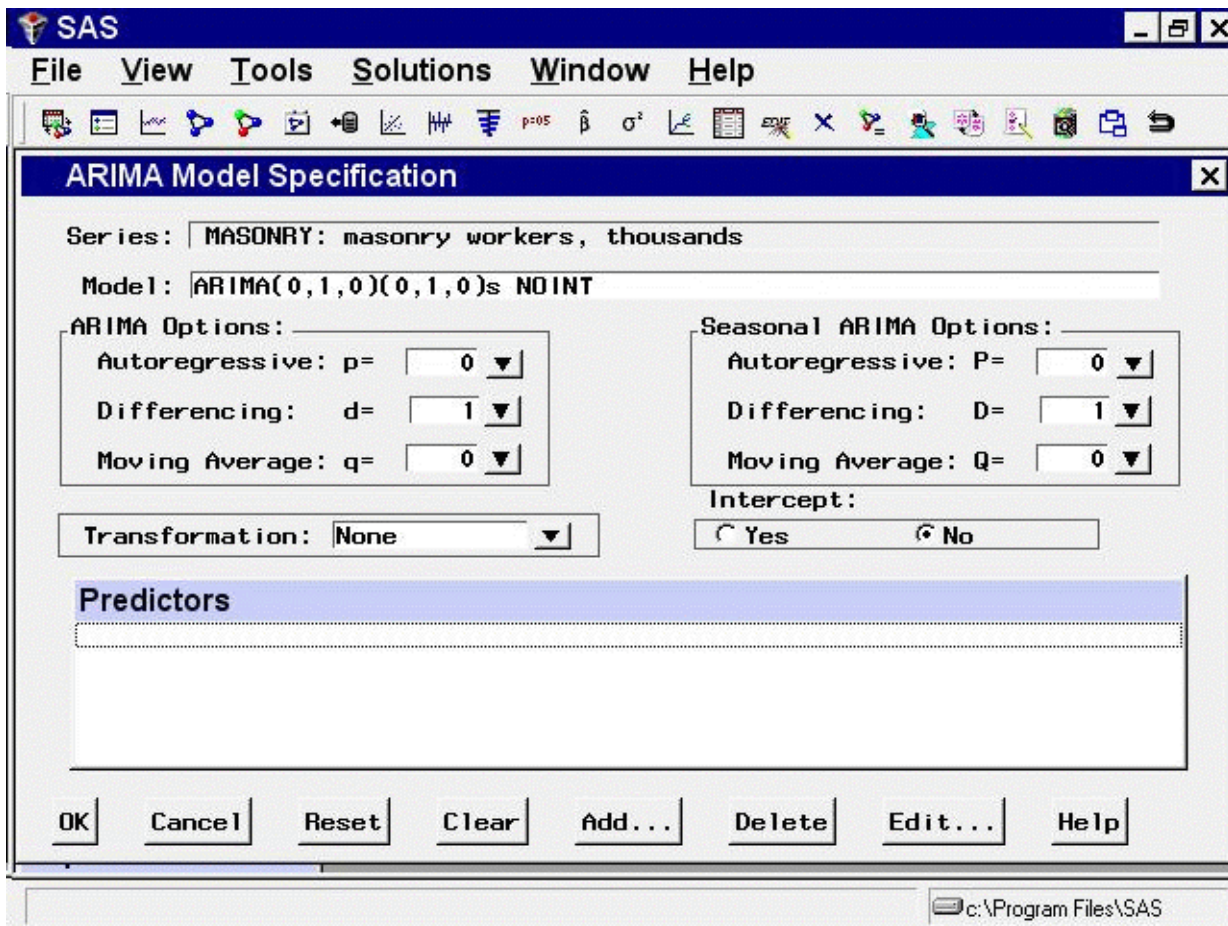 SAS
File View Tools Solutions Window Help
p=05 β̂ σ² EDIT
ARIMA Model Specification
Series: MASONRY: masonry workers, thousands
Model: ARIMA(0,1,0)(0,1,0)s NOINT
ARIMA Options:
Autoregressive: p= 0
Differencing: d= 1
Moving Average: q= 0
Seasonal ARIMA Options:
Autoregressive: P= 0
Differencing: D= 1
Moving Average: Q= 0
Transformation: None
Intercept:
Yes No
Predictors
OK Cancel Reset Clear Add... Delete Edit... Help
c:\Program Files\SAS